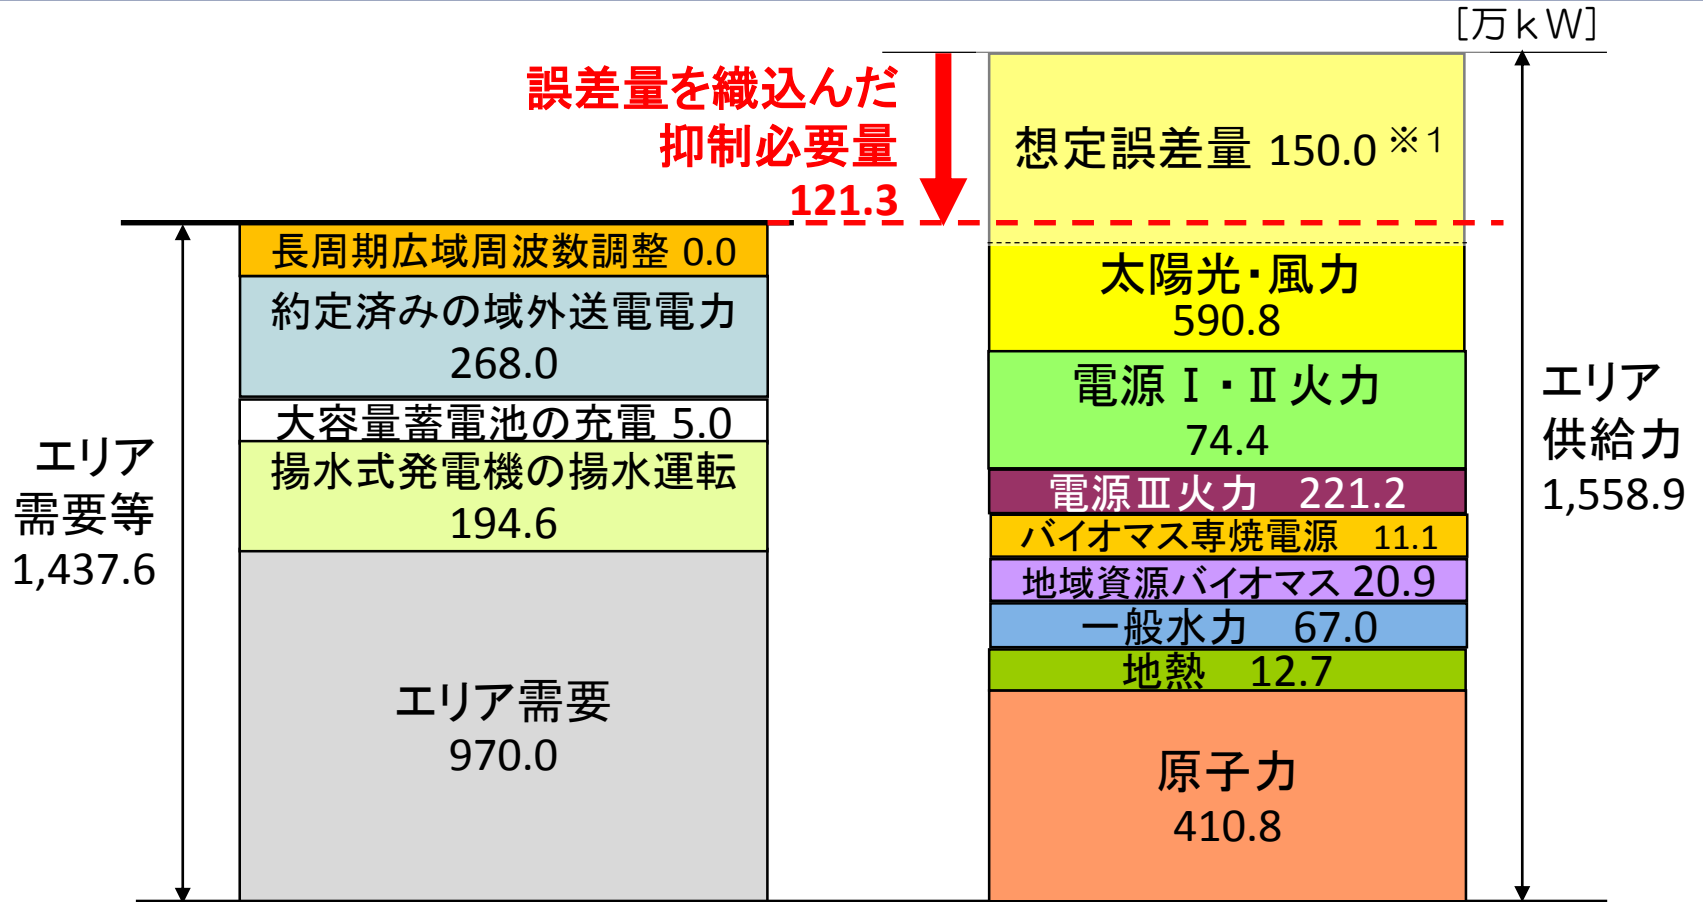 [万kW]
誤差量を織込んだ
抑制必要量
121.3
長周期広域周波数調整 0.0
約定済みの域外送電電力
268.0
大容量蓄電池の充電 5.0
揚水式発電機の揚水運転
194.6
エリア需要
970.0
エリア
需要等
1,437.6
想定誤差量 150.0 ※1
太陽光・風力
590.8
電源Ⅰ・Ⅱ火力
74.4
電源Ⅲ火力 221.2
バイオマス専焼電源 11.1
地域資源バイオマス 20.9
一般水力 67.0
地熱 12.7
原子力
410.8
エリア
供給力
1,558.9